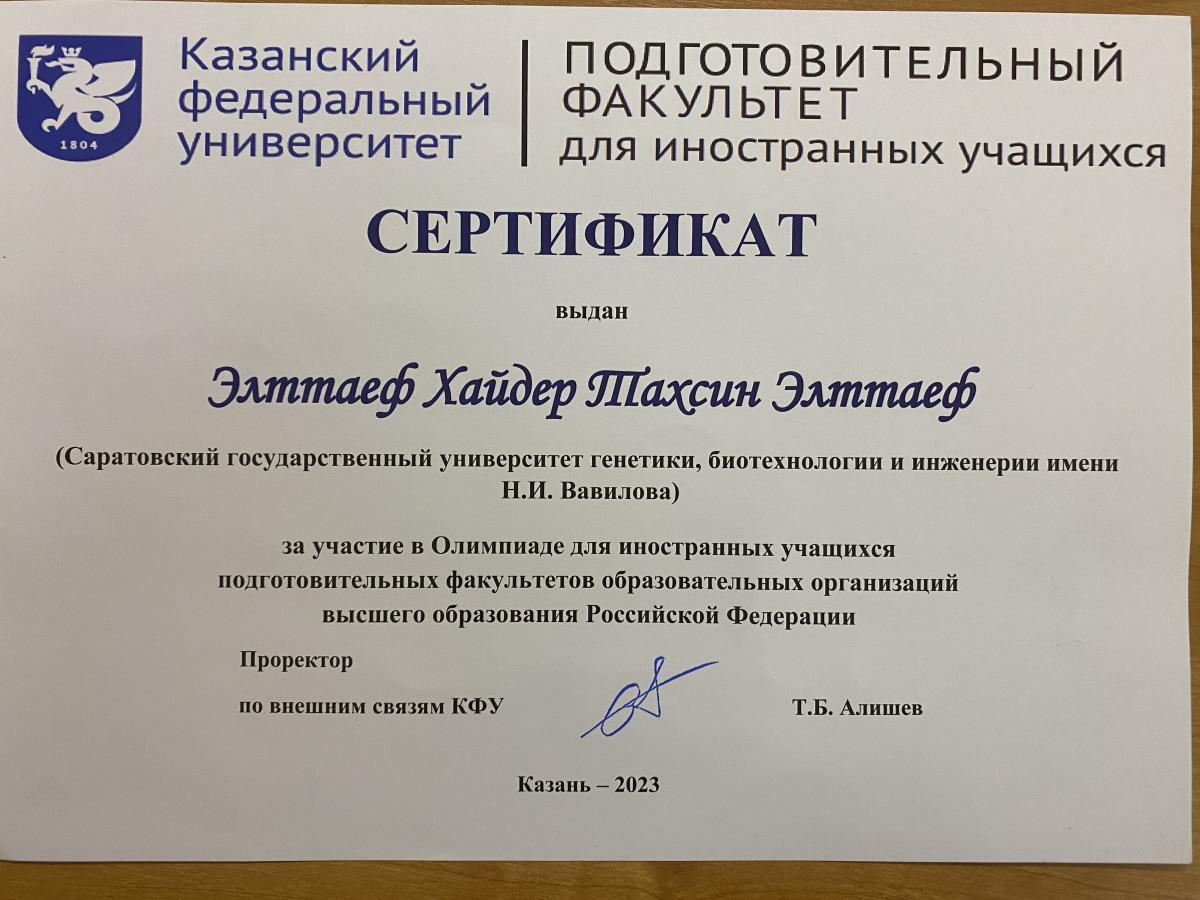 1804
Казанский
федеральный
университет
ПОДГОТОВИТЕЛЬНЫЙ
ФАКУЛЬТЕТ
для иностранных учащихся
СЕРТИФИКАТ
выдан
Элттаеф Хайдер Тахсин Элттаеф
(Саратовский государственный университет генетики, биотехнологии и инженерии имени
Н.И. Вавилова)
за участие в Олимпиаде для иностранных учащихся
подготовительных факультетов образовательных организаций
высшего образования Российской Федерации
Проректор
по внешним связям КФУ
Т.Б. Алишев
Казань – 2023